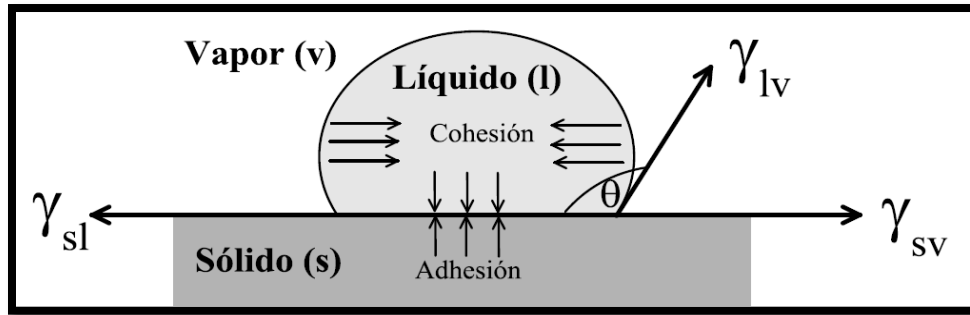 Vapor (v)
Líquido (l)
γlv
Cohesión
θ
γsl
γsv
Sólido (s)
Adhesión